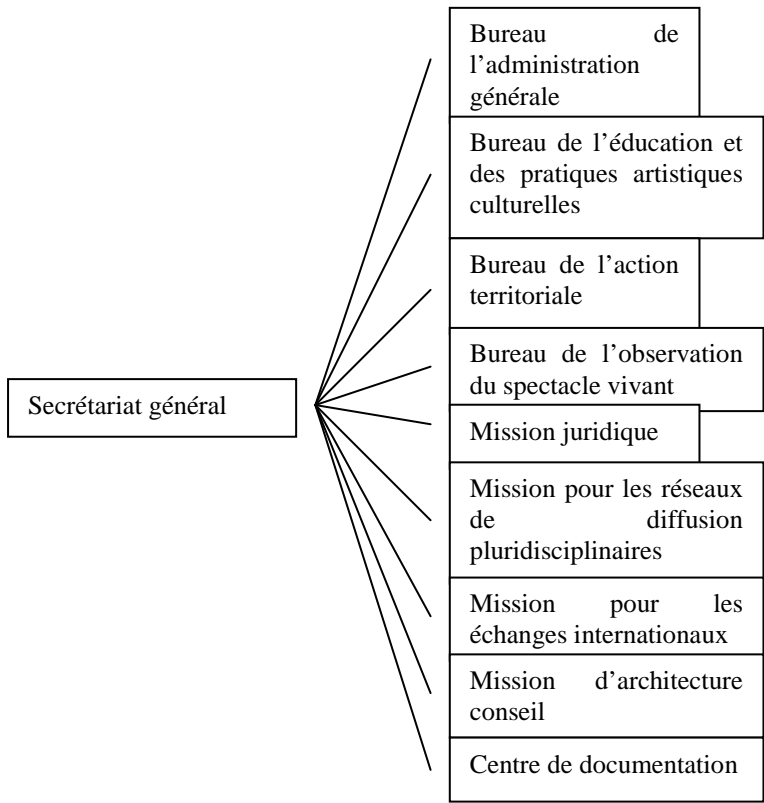 Bureau de
l’administration
générale
Bureau de l’éducation et
des pratiques artistiques
culturelles
Bureau de l’action
territoriale
Bureau de l’observation
du spectacle vivant
Secrétariat général
Mission juridique
Mission pour les réseaux
de diffusion
pluridisciplinaires
Mission pour les
échanges internationaux
Mission d’architecture
conseil
Centre de documentation